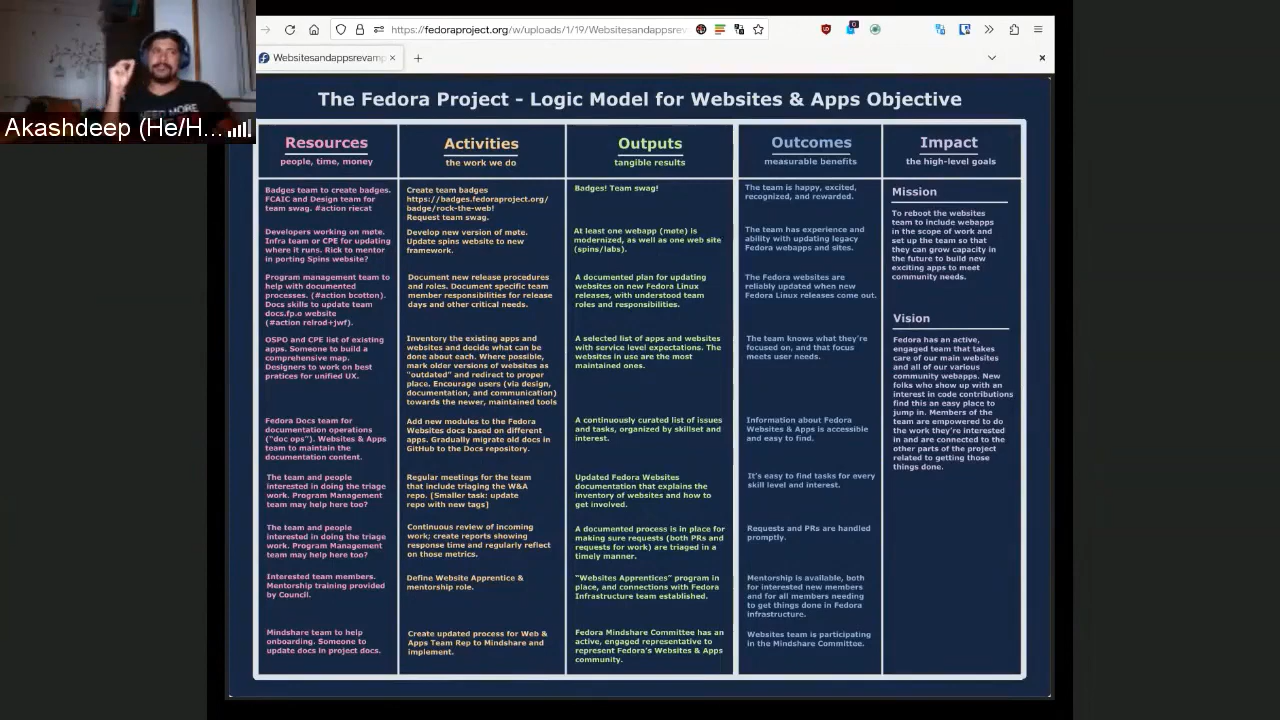 https://fedoraproject.org/w/uploads/1/19/Websitesandappsrev
Websitesandappsrevamp
Akashdeep (He/H...
NEED MORE
The Fedora Project - Logic Model for Websites & Apps Objective
Resources
people, time, money
Badges team to create badges.
FCAIC and Design team for
team swag. #action riecat
Developers working on møte.
Infra team or CPE for updating
where it runs. Rick to mentor
in porting Spins website?
Program management team to
help with documented
processes. (#action bcotton).
Docs skills to update team
docs.fp.o website
(#action relrod+jwf).
OSPO and CPE list of existing
apps. Someone to build a
comprehensive map.
Designers to work on best
pratices for unified UX.
Fedora Docs team for
documentation operations
("doc ops"). Websites & Apps
team to maintain the
documentation content.
The team and people
interested in doing the triage
work. Program Management
team may help here too?
The team and people
interested in doing the triage
work. Program Management
team may help here too?
Interested team members.
Mentorship training provided
by Council.
Mindshare team to help
onboarding. Someone to
update docs in project docs.
Activities
the work we do
Create team badges
https://badges.fedoraproject.org/
badge/rock-the-web!
Request team swag.
Develop new version of møte.
Update spins website to new
framework.
Document new release procedures
and roles. Document specific team
member responsibilities for release
days and other critical needs.
Inventory the existing apps and
websites and decide what can be
done about each. Where possible,
mark older versions of websites as
"outdated" and redirect to proper
place. Encourage users (via design,
documentation, and communication)
towards the newer, maintained tools
Add new modules to the Fedora
Websites docs based on different
apps. Gradually migrate old docs in
GitHub to the Docs repository.
Regular meetings for the team
that include triaging the W&A
repo. (Smaller task: update
repo with new tags)
Continuous review of incoming
work; create reports showing
response time and regularly reflect
on those metrics.
Define Website Apprentice &
mentorship role.
Create updated process for Web &
Apps Team Rep to Mindshare and
implement.
Outputs
tangible results
Badges! Team swag!
At least one webapp (møte) is
modernized, as well as one web site
(spins/labs).
A documented plan for updating
websites on new Fedora Linux
releases, with understood team
roles and responsibilities.
A selected list of apps and websites
with service level expectations. The
websites in use are the most
maintained ones.
A continuously curated list of issues
and tasks, organized by skillset and
interest.
Updated Fedora Websites
documentation that explains the
inventory of websites and how to
get involved.
A documented process is in place for
making sure requests (both PRs and
requests for work) are triaged in a
timely manner.
"Websites Apprentices" program in
place, and connections with Fedora
Infrastructure team established.
Fedora Mindshare Committee has an
active, engaged representative to
represent Fedora's Websites & Apps
community.
Outcomes
measurable benefits
The team is happy, excited,
recognized, and rewarded.
The team has experience and
ability with updating legacy
Fedora webapps and sites.
The Fedora websites are
reliably updated when new
Fedora Linux releases come out.
The team knows what they're
focused on, and that focus
meets user needs.
Information about Fedora
Websites & Apps is accessible
and easy to find.
It's easy to find tasks for every
skill level and interest.
Requests and PRs are handled
promptly.
Mentorship is available, both
for interested new members
and for all members needing
to get things done in Fedora
infrastructure.
Websites team is participating
in the Mindshare Committee.
Impact
the high-level goals
Mission
To reboot the websites
team to include webapps
in the scope of work and
set up the team so that
they can grow capacity
in the future to build new
exciting apps to meet
community needs.
Vision
Fedora has an active,
engaged team that takes
care of our main websites
and all of our various
community webapps. New
folks who show up with an
interest in code contributions
find this an easy place to
jump in. Members of the
team are empowered to do
the work they're interested
in and are connected to the
other parts of the project
related to getting those
things done.